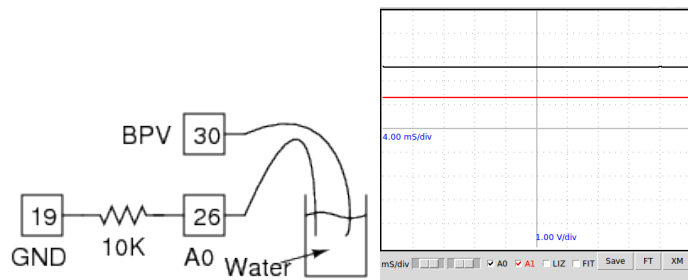 BPV 30
19 26
GND 10K A0 Water
4.00 mS/div
1.00 V/div
mS/div A0 A1 LIZ FIT Save FT XM